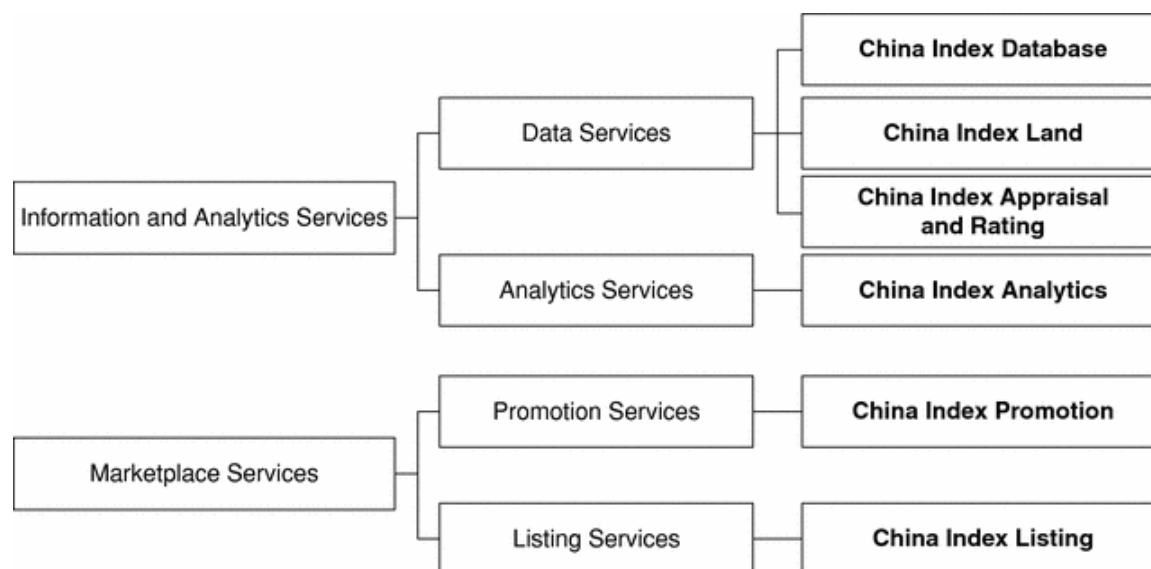 China Index Database
Data Services
China Index Land
Information and Analytics Services
China Index Appraisal
and Rating
Analytics Services
China Index Analytics
Promotion Services
China Index Promotion
Marketplace Services
Listing Services
China Index Listing